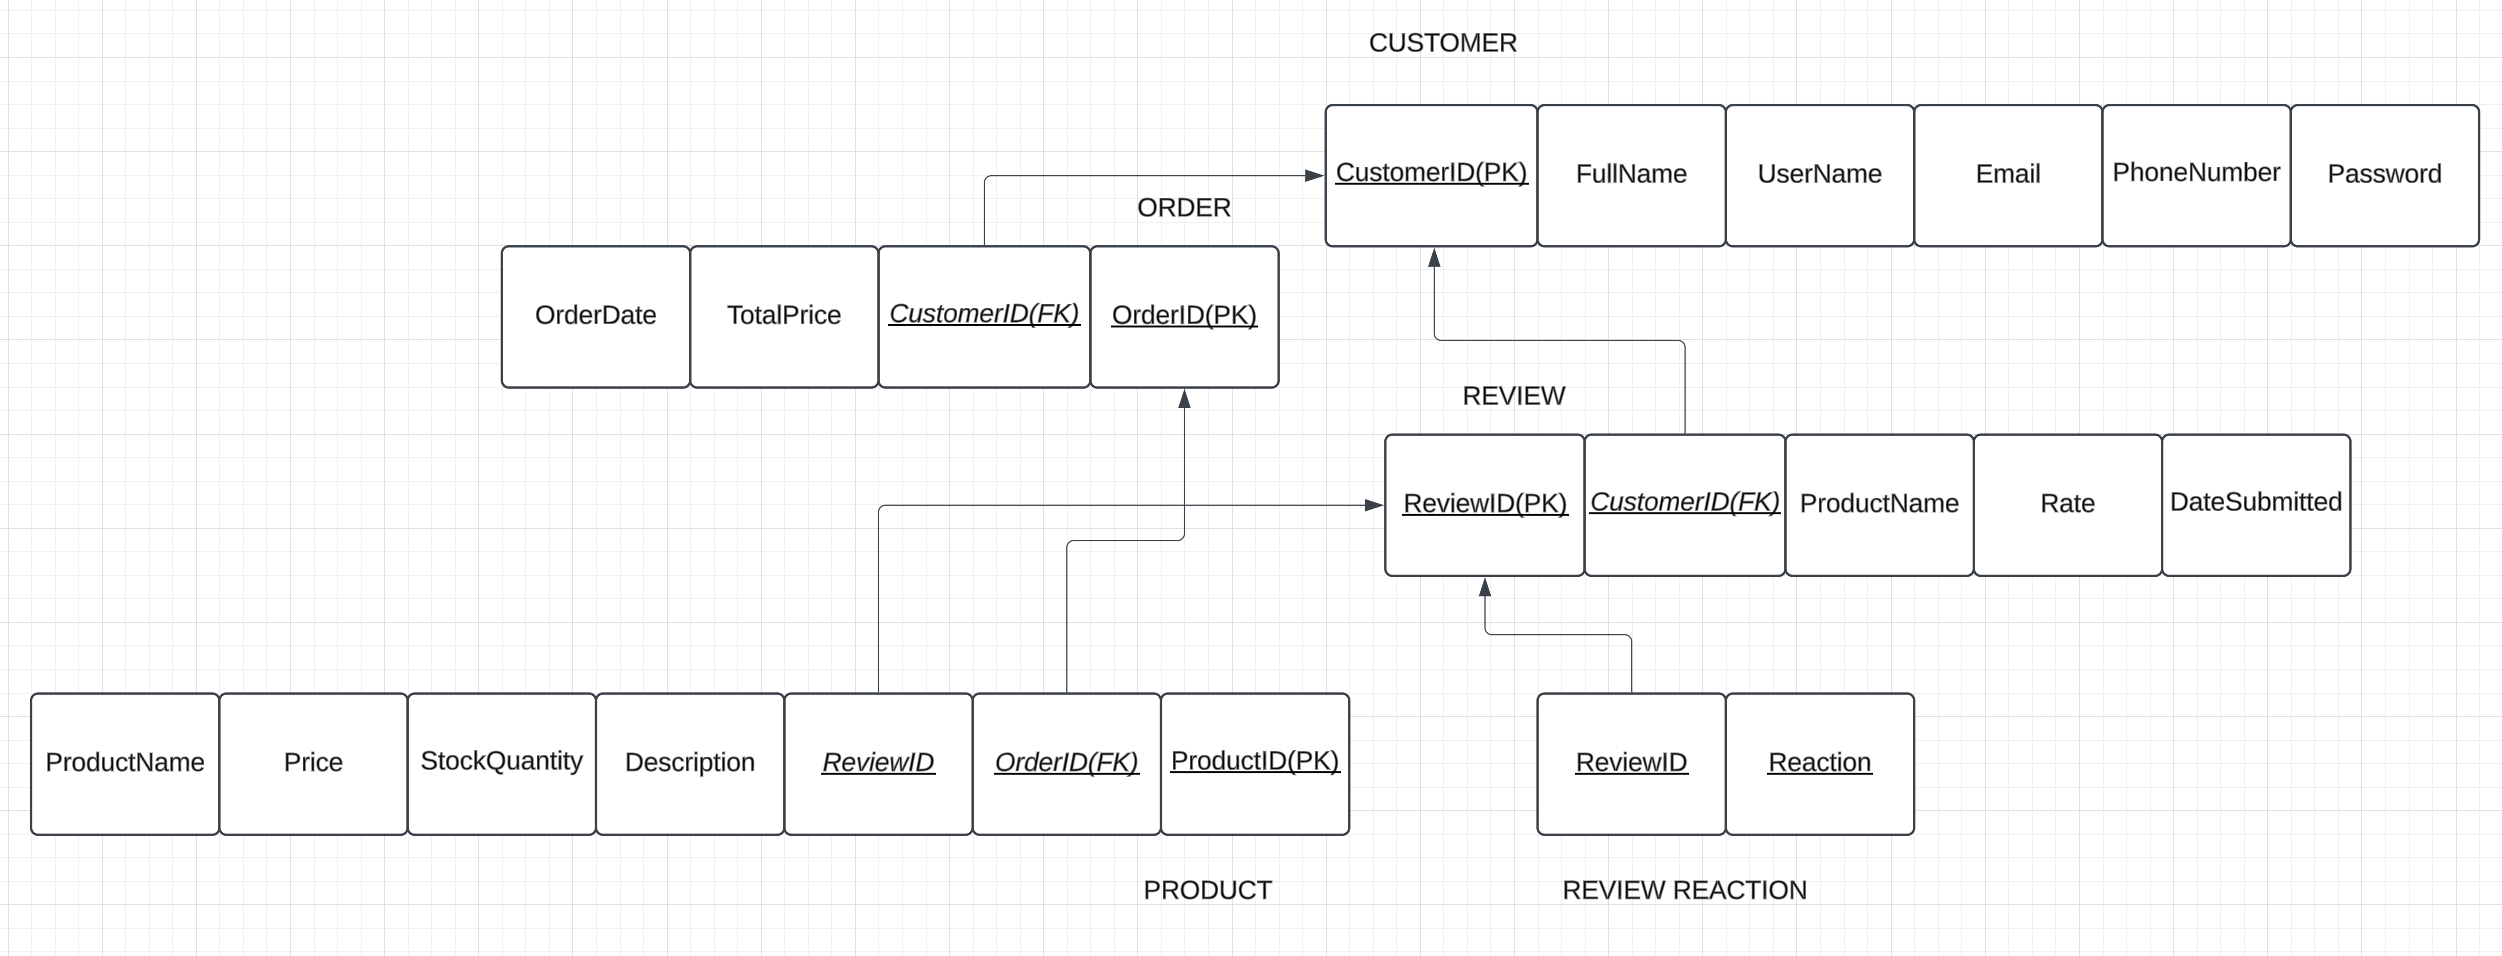 CUSTOMER
CustomerID(PK)
FullName
UserName
Email
PhoneNumber
Password
ORDER
OrderDate
TotalPrice
CustomerID(FK)
OrderID(PK)
REVIEW
ReviewID(PK)
CustomerID(FK)
ProductName
Rate
DateSubmitted
ProductName
Price
StockQuantity
Description
ReviewID
OrderID(FK)
ProductID(PK)
PRODUCT
ReviewID
Reaction
REVIEW REACTION